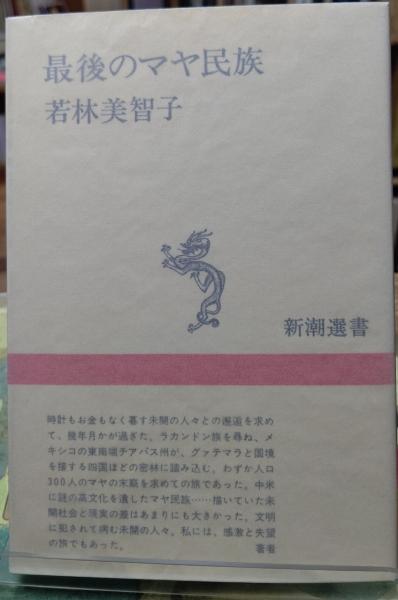 最後のマヤ民族
若林美智子
新潮選書
時計もお金もなく暮す未開の人々との邂逅を求め
て、幾年月かが過ぎた。ラカンドン族を尋ね、メ
キシコの東南端チアパス州が、グァテマラと国境
を接する四国ほどの密林に踏み込む。わずか人口
300人のマヤの末裔を求めての旅であった。中米
に謎の高文化を遺したマヤ民族……描いていた未
開社会と現実の差はあまりにも大きかった。文明
に犯されて病む未開の人々。私には、感激と失望
の旅でもあった。 著者